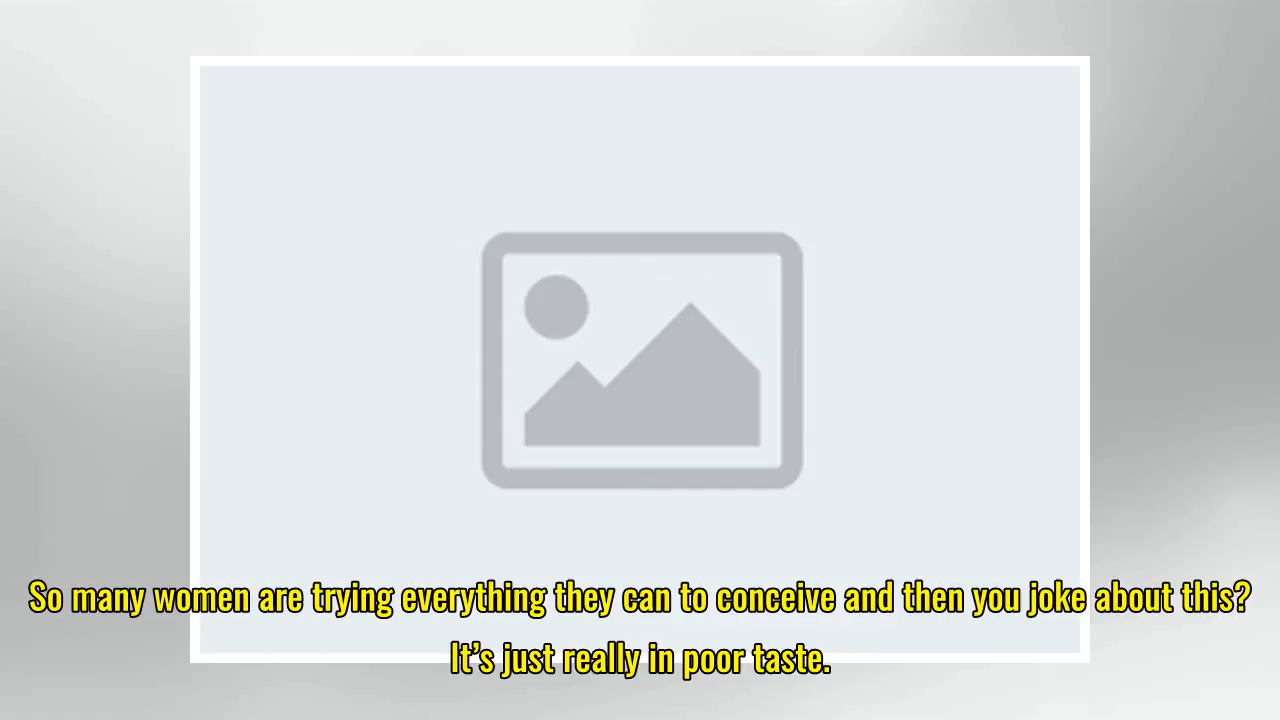 So many women are trying everything they can to conceive and then you joke about this?
It’s just really in poor taste.